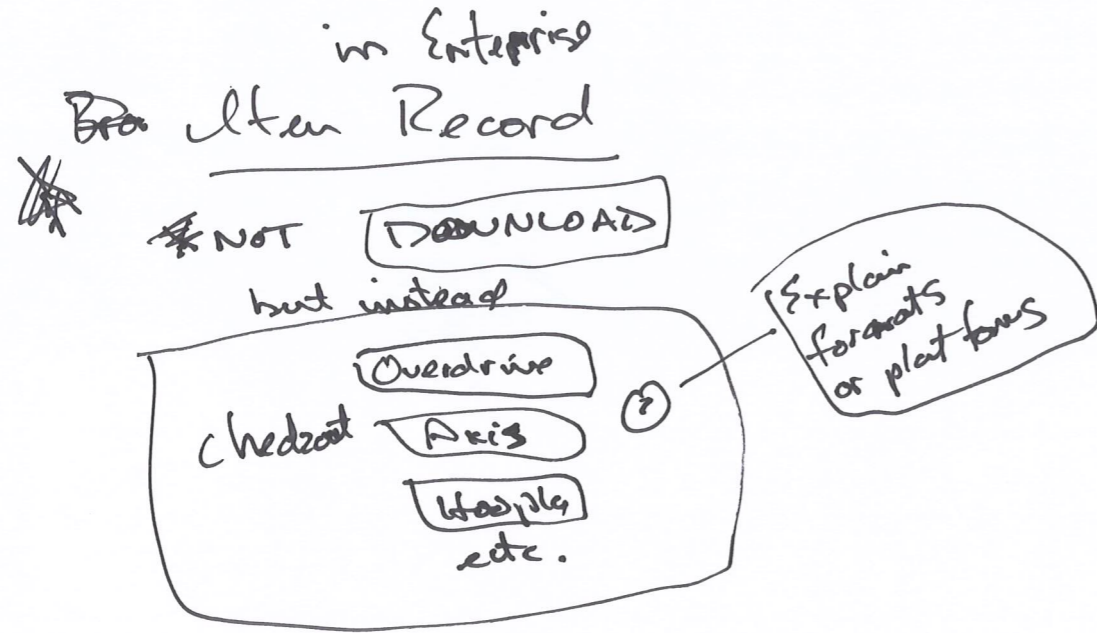 in Enterprise
Item Record
NOT DOWNLOAD
but instead
Overdrive
Checkout Axis
Hoopla
etc.
?
Explain
formats
or platforms